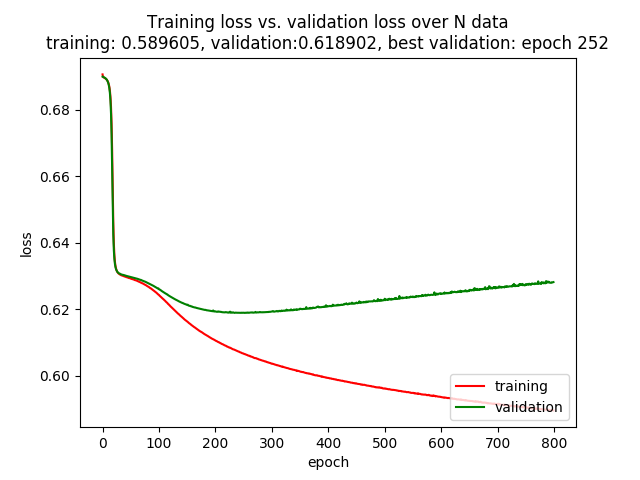 Training loss vs. validation loss over N data
training: 0.589605, validation:0.618902, best validation: epoch 252
0.68
0.66
0.64
0.62
0.60
loss
training
validation
0 100 200 300 400 500 600 700 800
epoch